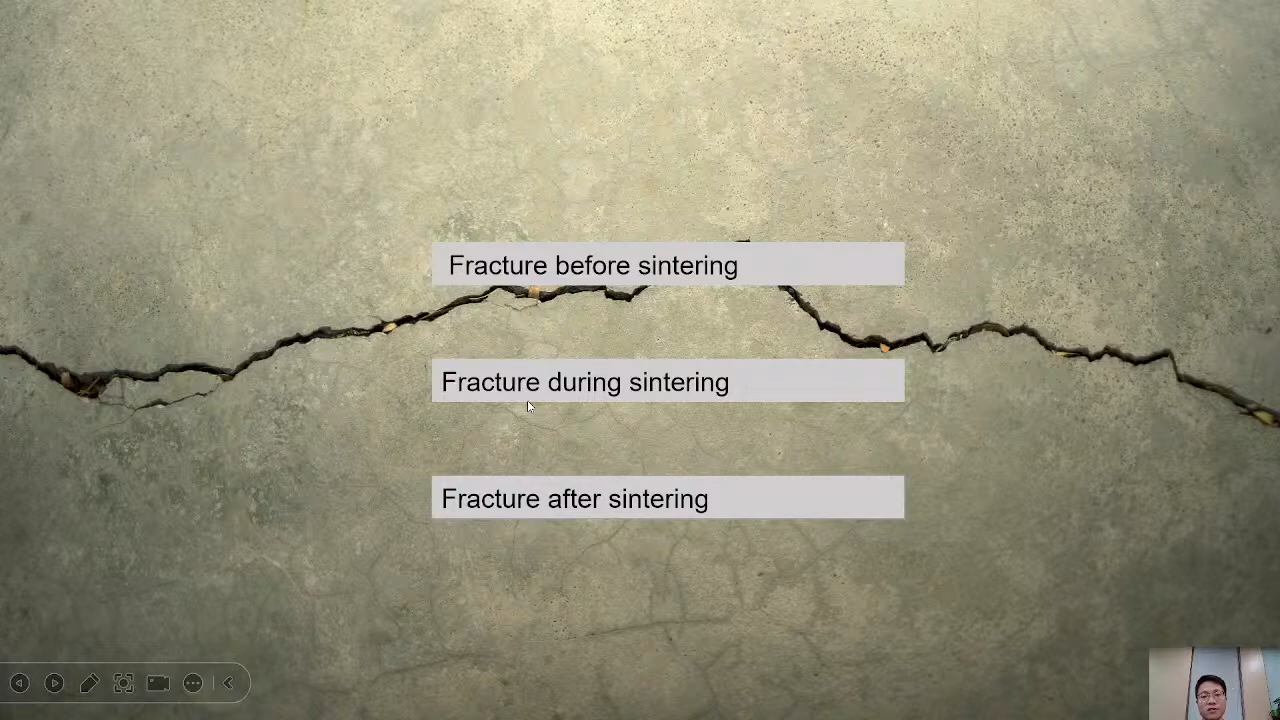 Fracture before sintering
Fracture during sintering
Fracture after sintering